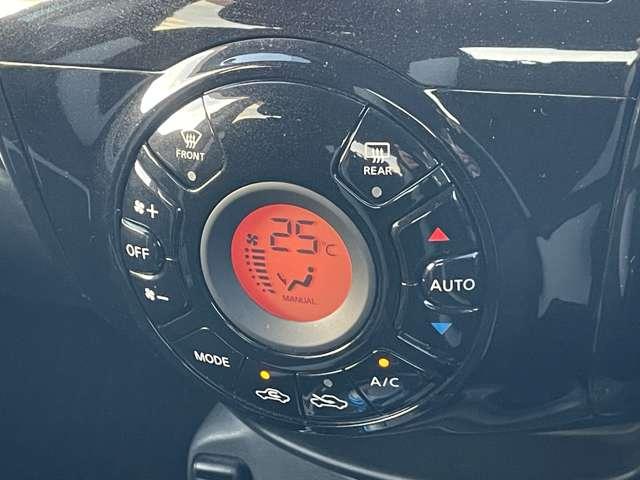 FRONT
REAR
+
OFF
-
25°C
MANUAL
AUTO
MODE
A/C